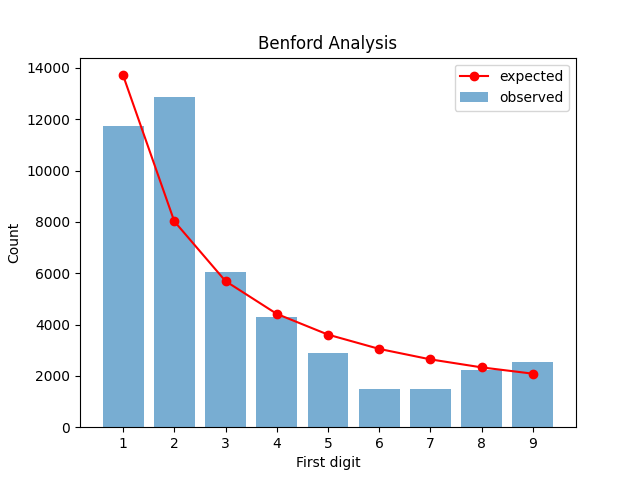 Benford Analysis
expected
observed
Count
14000
12000
10000
8000
6000
4000
2000
0
1 2 3 4 5 6 7 8 9
First digit